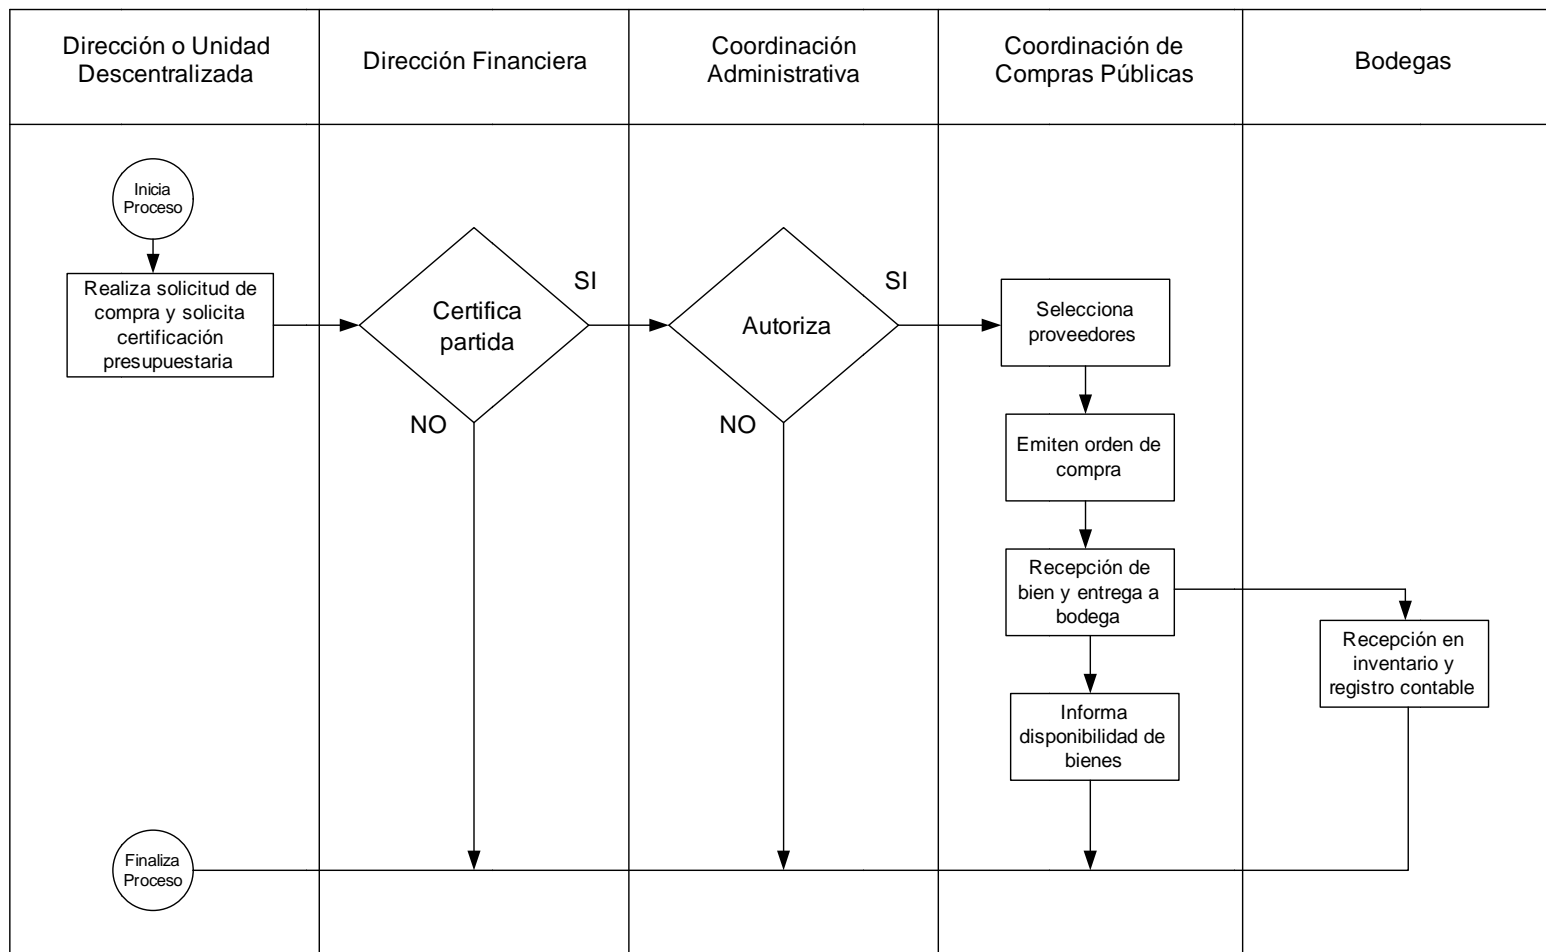 Dirección o Unidad
Descentralizada
Dirección Financiera
Coordinación
Administrativa
Coordinación de
Compras Públicas
Bodegas
Inicia
Proceso
Realiza solicitud de
compra y solicita
certificación
presupuestaria
Certifica
partida
SI
NO
Autoriza
SI
NO
Selecciona
proveedores
Emiten orden de
compra
Recepción de
bien y entrega a
bodega
Informa
disponibilidad de
bienes
Recepción en
inventario y
registro contable
Finaliza
Proceso